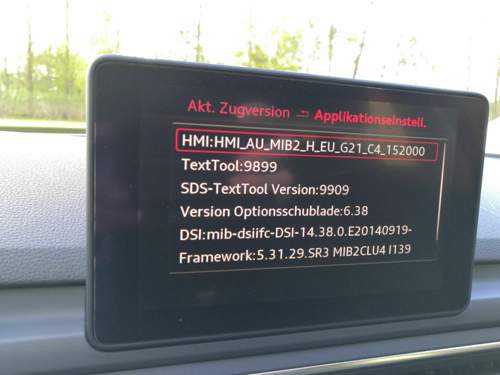 Akt. Zugversion ⮌ Applikationseinstell.
HMI:HMI_AU_MIB2_H_EU_G21_C4_152000
TextTool:9899
SDS-TextTool Version:9909
Version Optionsschublade:6.38
DSI:mib-dsiifc-DSI-14.38.0.E20140919-
Framework:5.31.29.SR3 MIB2CLU4 I139